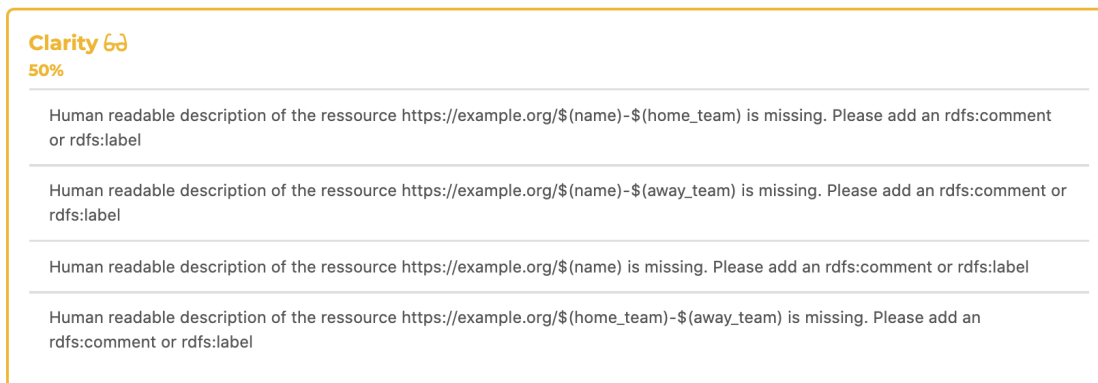 Clarity
50%
Human readable description of the ressource https://example.org/$(name)-$(home_team) is missing. Please add an rdfs:comment
or rdfs:label
Human readable description of the ressource https://example.org/$(name)-$(away_team) is missing. Please add an rdfs:comment or
rdfs:label
Human readable description of the ressource https://example.org/$(name) is missing. Please add an rdfs:comment or rdfs:label
Human readable description of the ressource https://example.org/$(home_team)-$(away_team) is missing. Please add an
rdfs:comment or rdfs:label